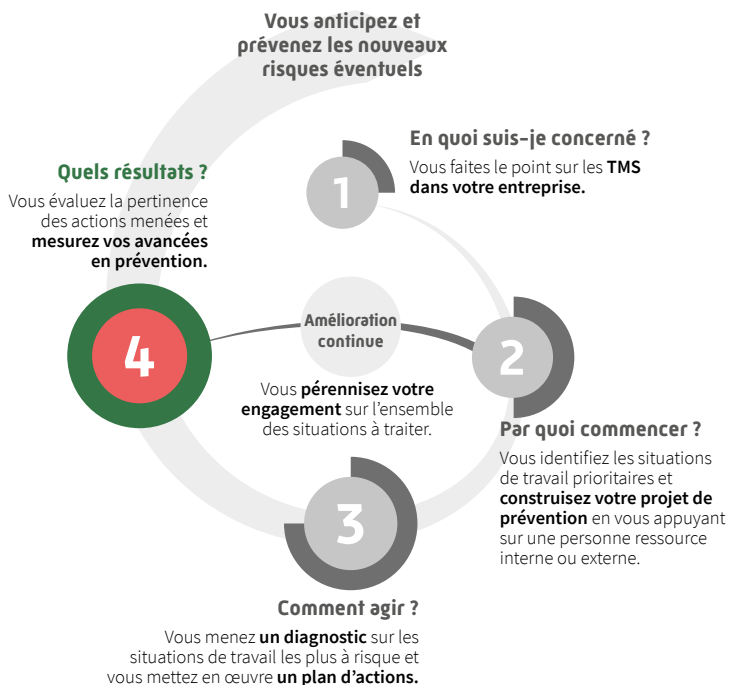 Vous anticipez et
prévenez les nouveaux
risques éventuels
1
En quoi suis-je concerné ?
Vous faites le point sur les TMS
dans votre entreprise.
Quels résultats ?
Vous évaluez la pertinence
des actions menées et
mesurez vos avancées
en prévention.
4
Amélioration
continue
Vous pérennisez votre
engagement sur l’ensemble
des situations à traiter.
2
Par quoi commencer ?
Vous identifiez les situations
de travail prioritaires et
construisez votre projet de
prévention en vous appuyant
sur une personne ressource
interne ou externe.
3
Comment agir ?
Vous menez un diagnostic sur les
situations de travail les plus à risque et
vous mettez en œuvre un plan d’actions.